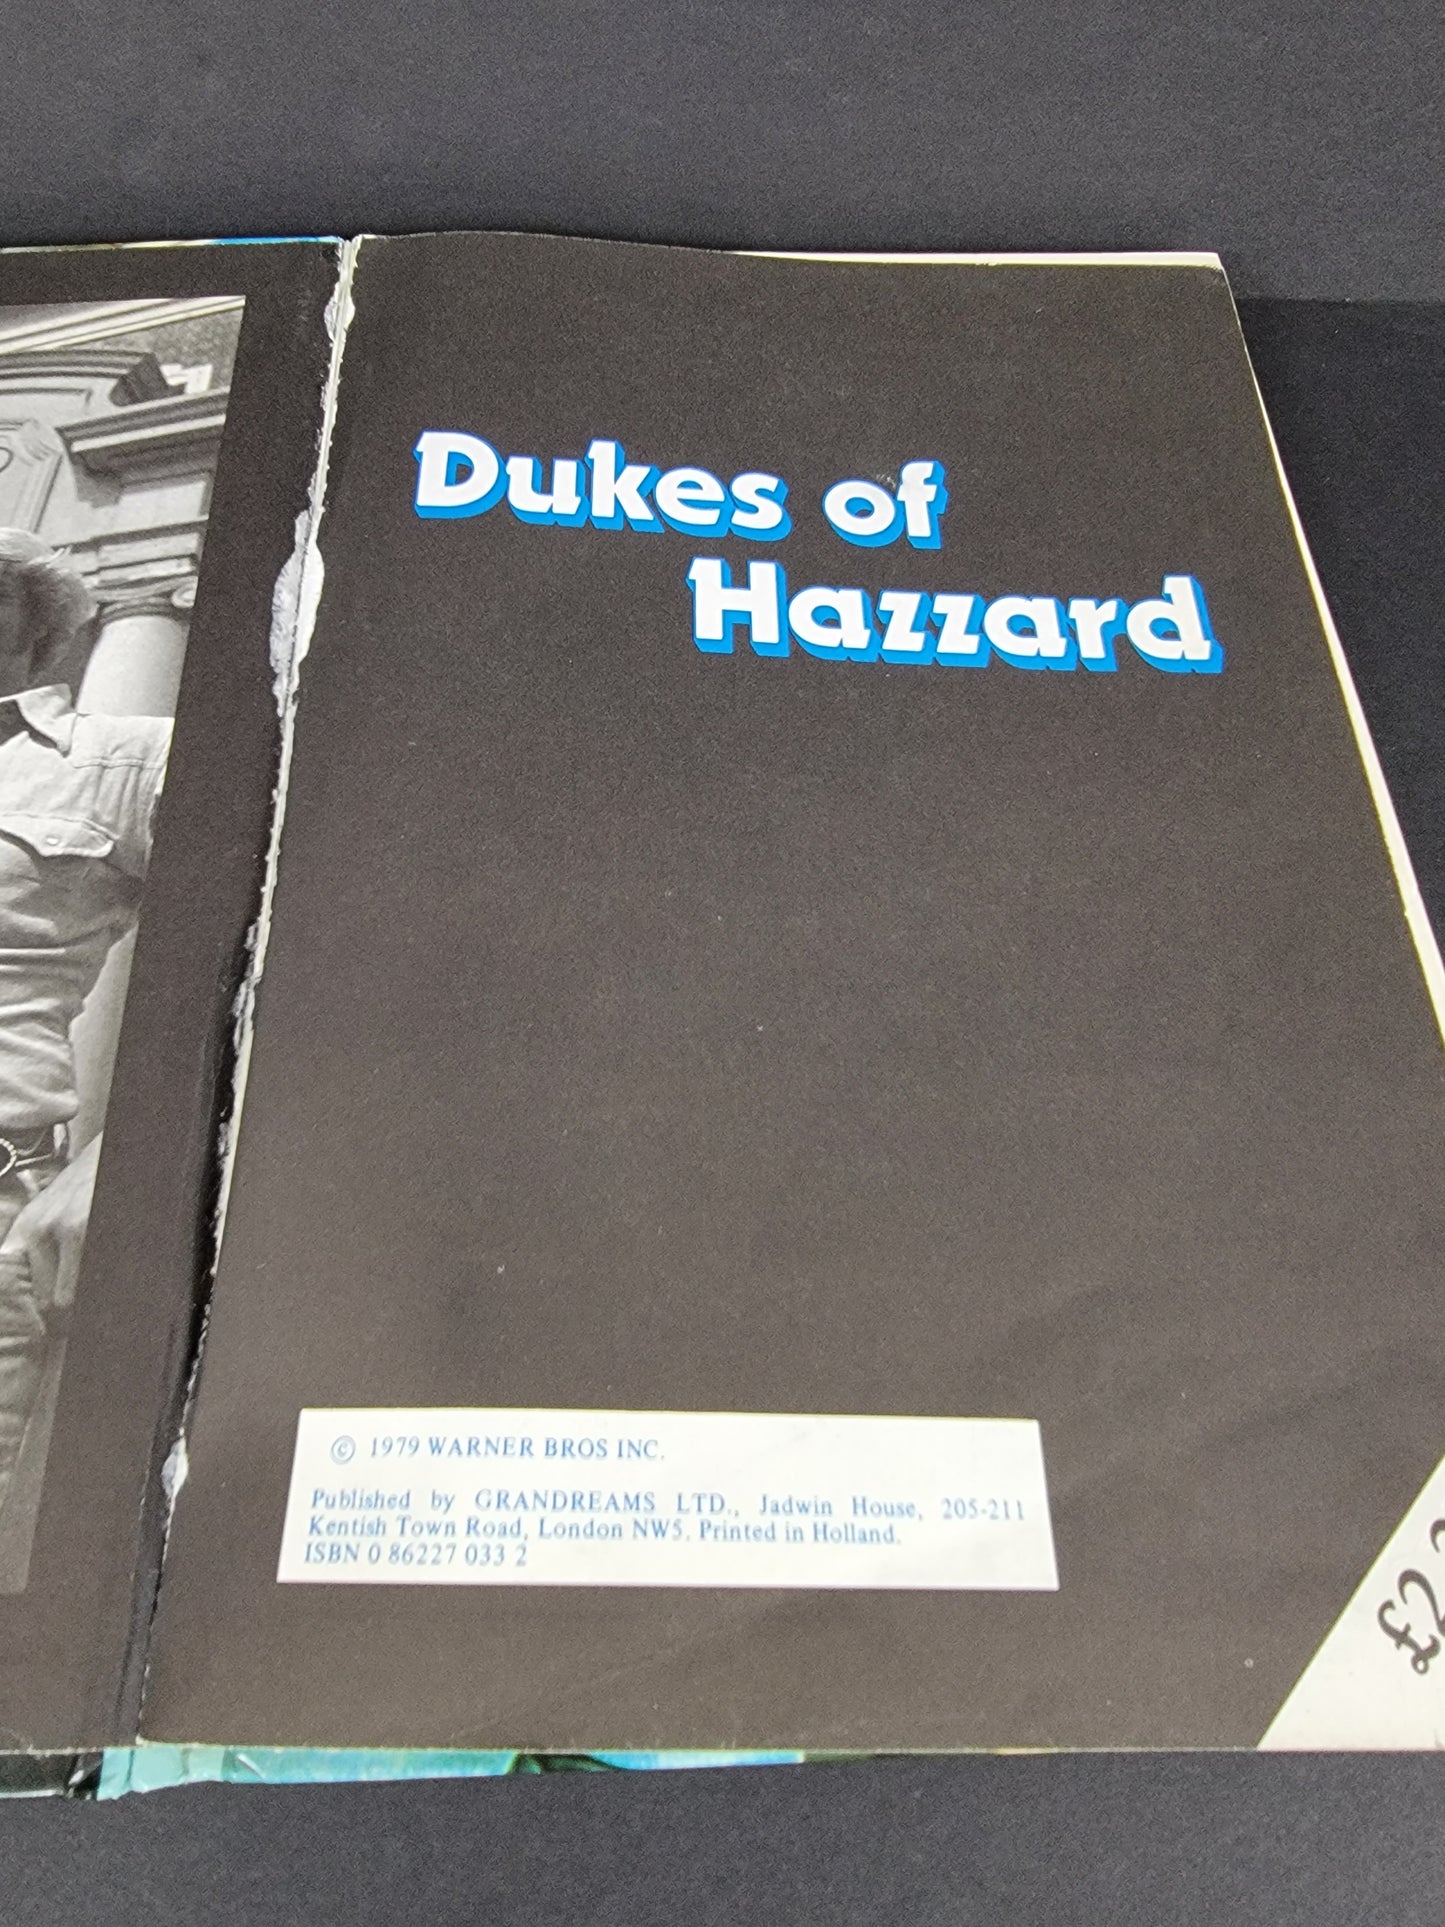 Dukes of
Hazzard
© 1979 WARNER BROS INC.
Published by GRANDREAMS LTD., Jadwin House, 205-211
Kentish Town Road, London NW5. Printed in Holland.
ISBN 0 86227 033 2